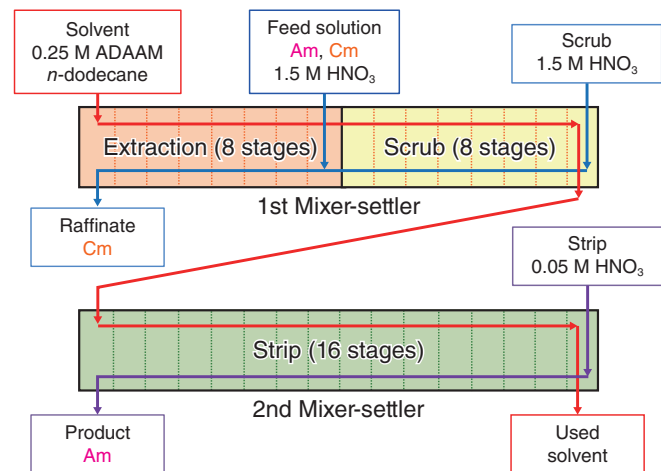 Solvent
0.25 M ADAAM
n-dodecane
Feed solution
Am, Cm
1.5 M HNO₃
Scrub
1.5 M HNO₃
Extraction (8 stages)
Scrub (8 stages)
1st Mixer-settler
Raffinate
Cm
Strip
0.05 M HNO₃
Strip (16 stages)
2nd Mixer-settler
Product
Am
Used
solvent